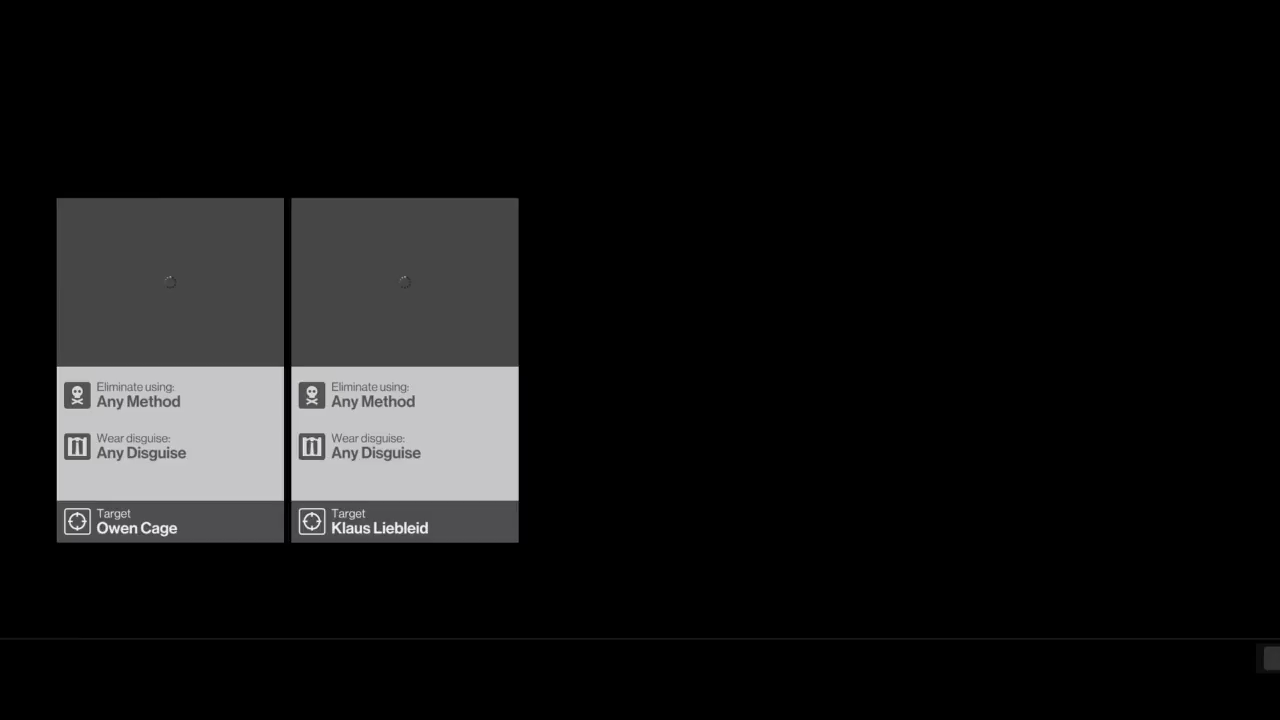 Eliminate using:
Any Method
Wear disguise:
Any Disguise
Target
Owen Cage
Eliminate using:
Any Method
Wear disguise:
Any Disguise
Target
Klaus Liebleid